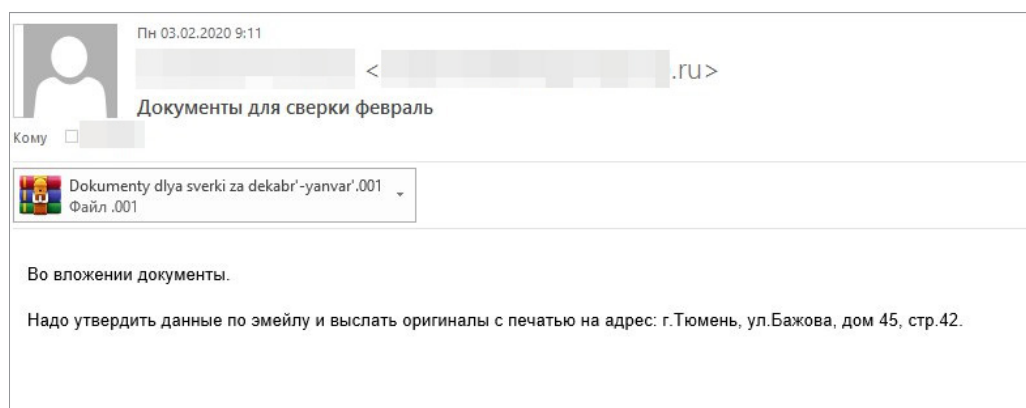 Пн 03.02.2020 9:11
< .ru>
Документы для сверки февраль
Кому
Dokumenty dlya sverki za dekabr'-yanvar'.001
Файл .001
Во вложении документы.
Надо утвердить данные по эмейлу и выслать оригиналы с печатью на адрес: г.Тюмень, ул.Бажова, дом 45, стр.42.